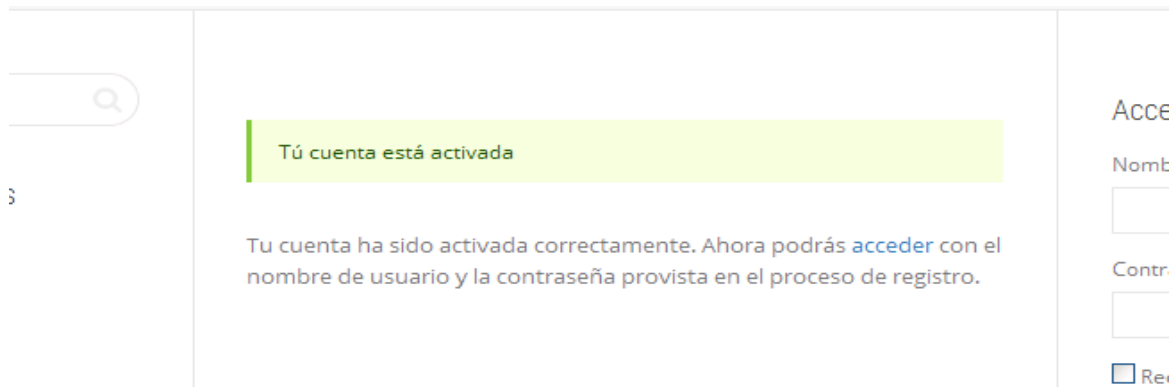 Tú cuenta está activada
Tu cuenta ha sido activada correctamente. Ahora podrás acceder con el
nombre de usuario y la contraseña provista en el proceso de registro.